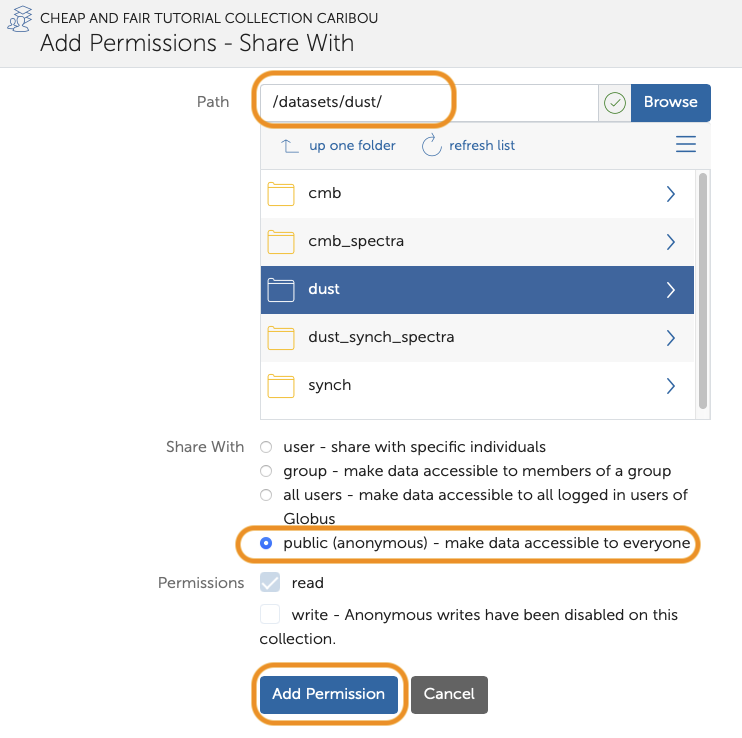 CHEAP AND FAIR TUTORIAL COLLECTION CARIBOU
Add Permissions - Share With
Path
/datasets/dust/
Browse
up one folder
refresh list
cmb
cmb_spectra
dust
dust_synch_spectra
synch
Share With
user - share with specific individuals
group - make data accessible to members of a group
all users - make data accessible to all logged in users of
Globus
public (anonymous) - make data accessible to everyone
Permissions
read
write - Anonymous writes have been disabled on this
collection.
Add Permission
Cancel